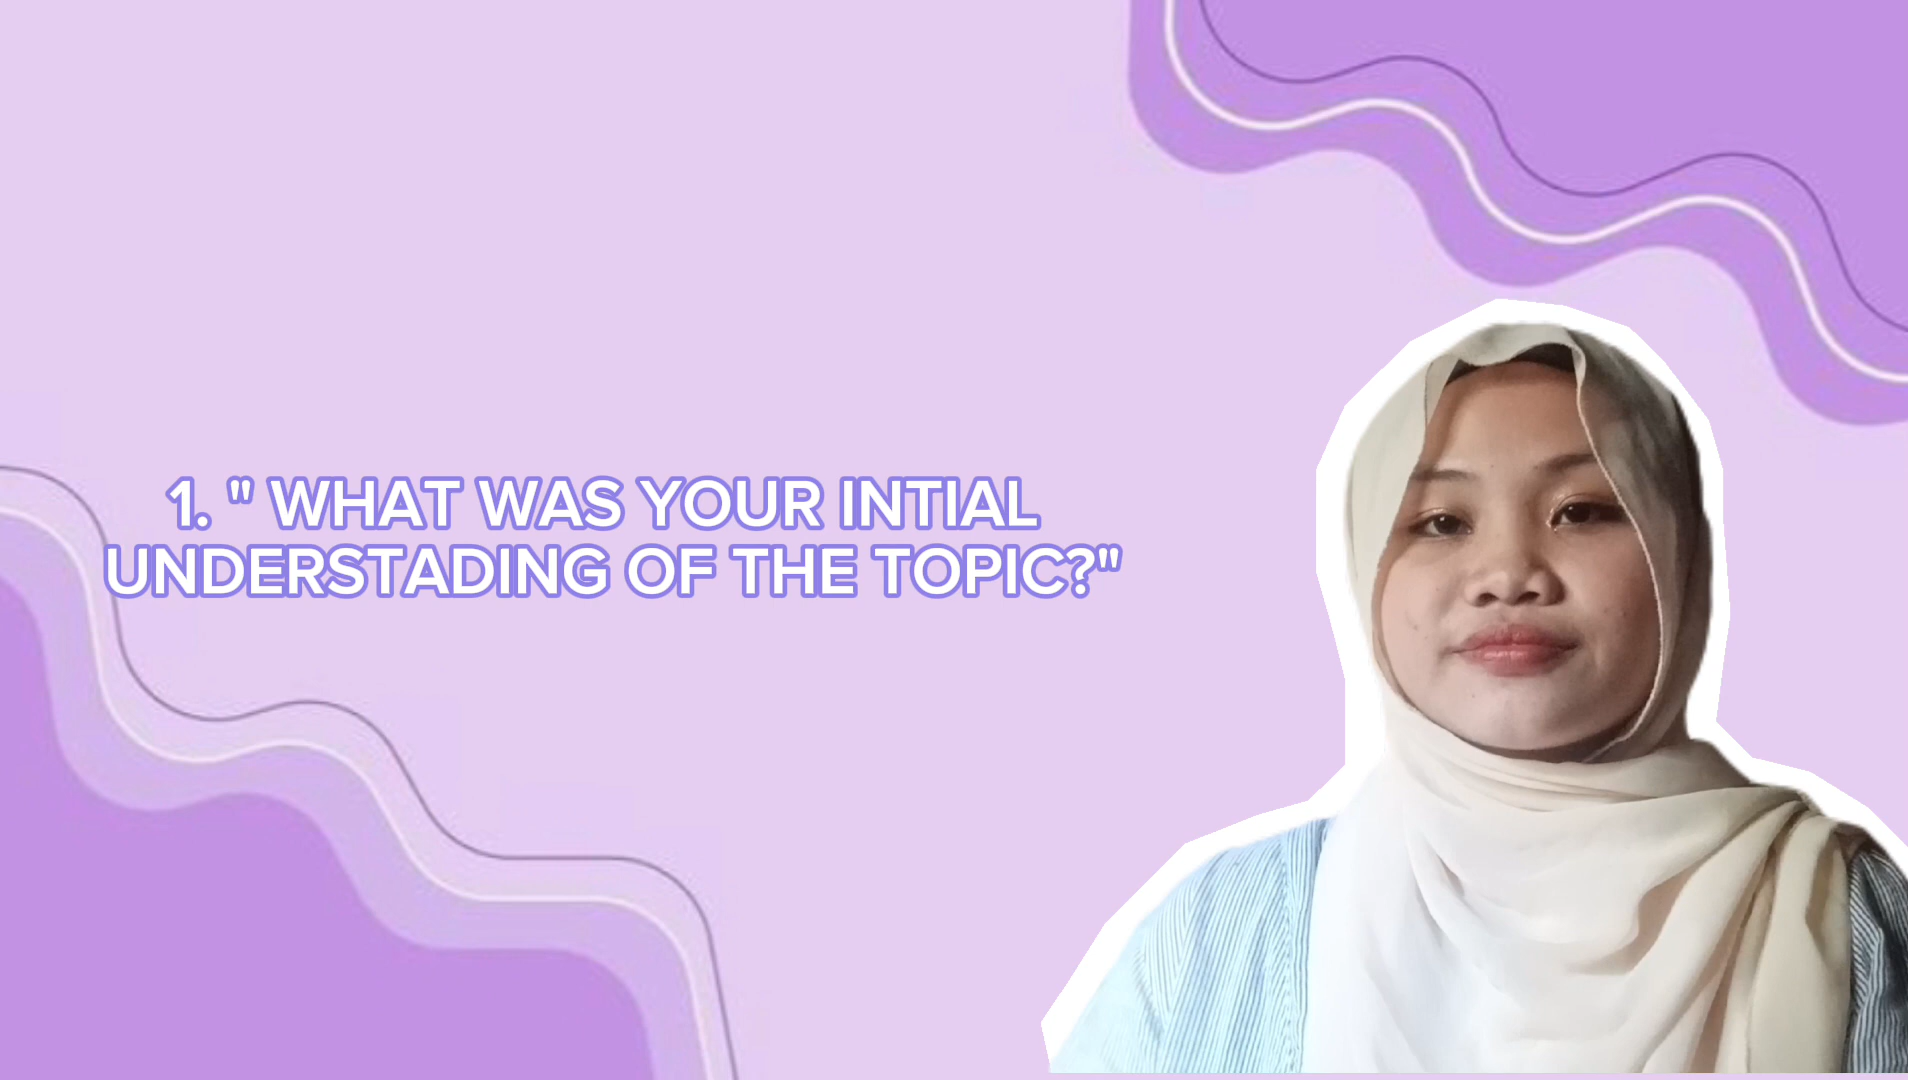 1. " WHAT WAS YOUR INTIAL
UNDERSTADING OF THE TOPIC?"